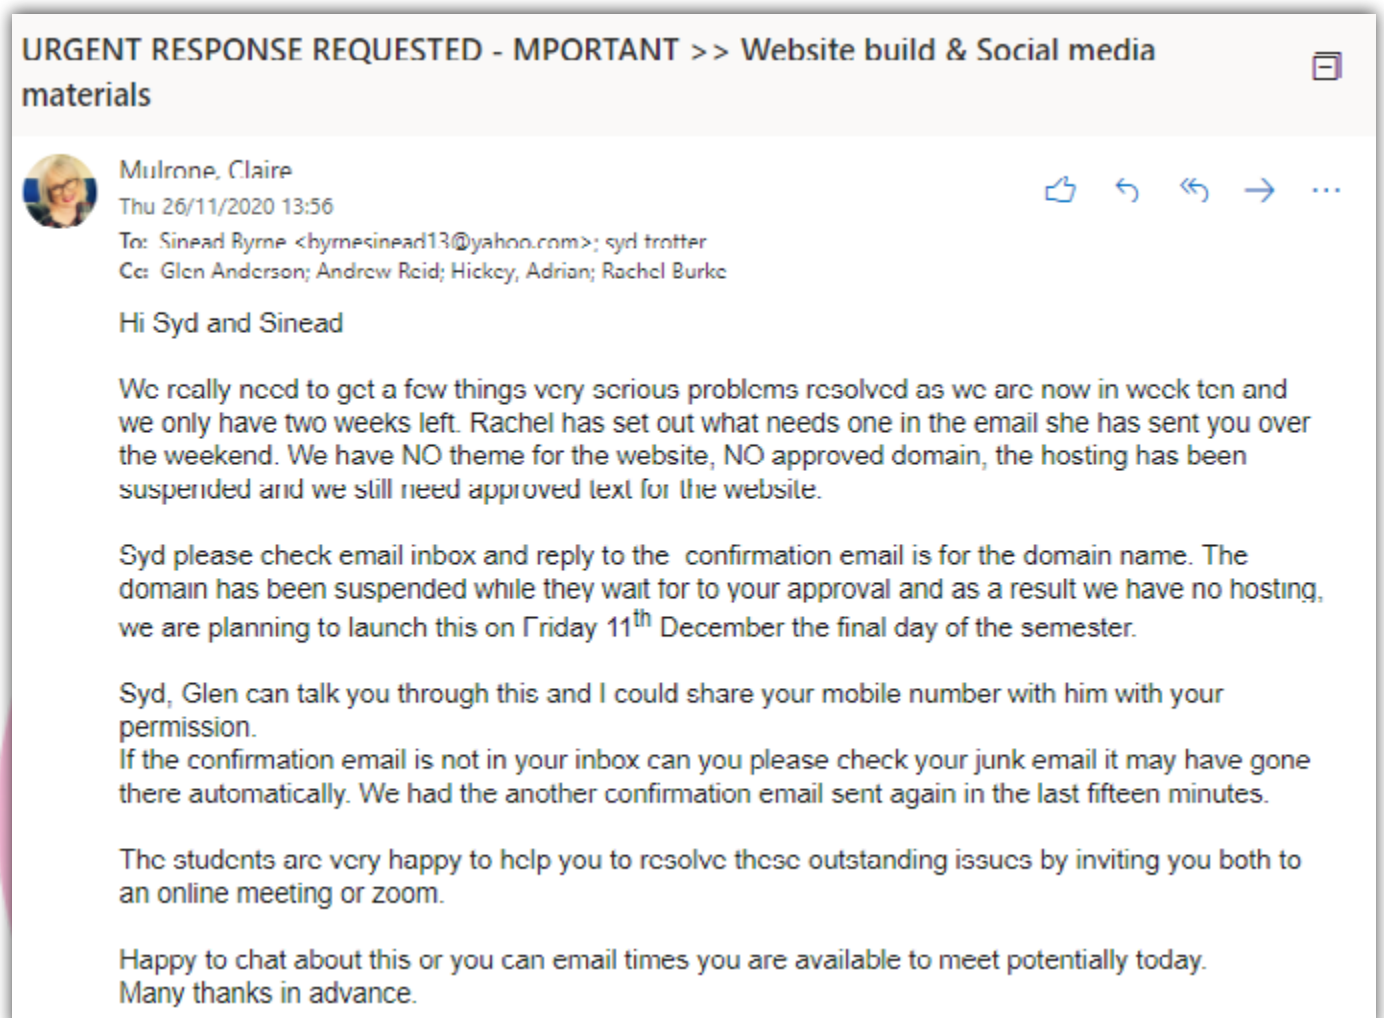 URGENT RESPONSE REQUESTED - MPORTANT >> Website build & Social media
materials
Mulrone, Claire
Thu 26/11/2020 13:56
To: Sinead Byrne <byrnesinead13@yahoo.com>; syd trotter
Cc: Glen Anderson; Andrew Reid; Hickey, Adrian; Rachel Burke
Hi Syd and Sinead
We really need to get a few things very serious problems resolved as we are now in week ten and
we only have two weeks left. Rachel has set out what needs one in the email she has sent you over
the weekend. We have NO theme for the website, NO approved domain, the hosting has been
suspended and we still need approved text for the website.
Syd please check email inbox and reply to the  confirmation email is for the domain name. The
domain has been suspended while they wait for to your approval and as a result we have no hosting,
we are planning to launch this on Friday 11th December the final day of the semester.
Syd, Glen can talk you through this and I could share your mobile number with him with your
permission.
If the confirmation email is not in your inbox can you please check your junk email it may have gone
there automatically. We had the another confirmation email sent again in the last fifteen minutes.
The students are very happy to help you to resolve these outstanding issues by inviting you both to
an online meeting or zoom.
Happy to chat about this or you can email times you are available to meet potentially today.
Many thanks in advance.